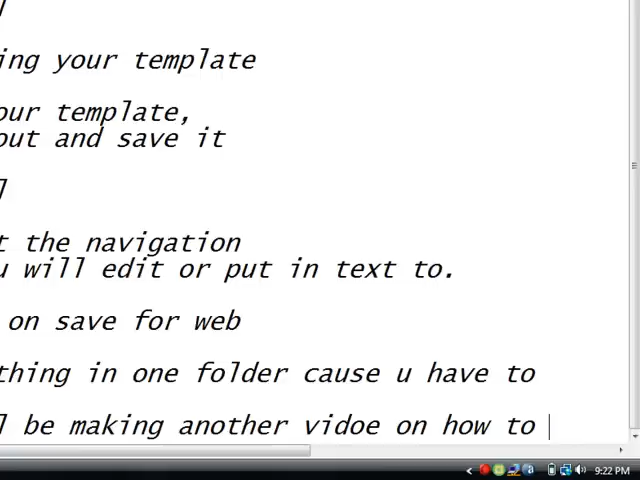 ing your template
our template,
out and save it
]
t the navigation
u will edit or put in text to.
on save for web
thing in one folder cause u have to
l be making another vidoe on how to
9:22 PM